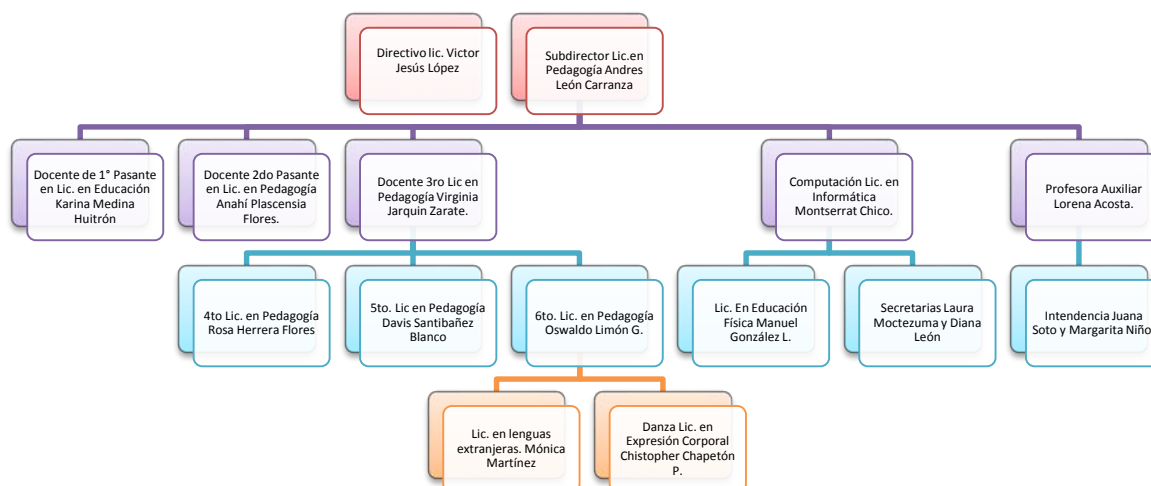 Directivo lic. Victor
Jesús López
Subdirector Lic.en
Pedagogía Andres
León Carranza
Docente de 1° Pasante
en Lic. en Educación
Karina Medina
Huitrón
Docente 2do Pasante
en Lic. en Pedagogía
Anahí Plascensia
Flores.
Docente 3ro Lic en
Pedagogía Virginia
Jarquin Zarate.
Computación Lic. en
Informática
Montserrat Chico.
Profesora Auxiliar
Lorena Acosta.
4to Lic. en Pedagogía
Rosa Herrera Flores
5to. Lic en Pedagogía
Davis Santibañez
Blanco
6to. Lic en Pedagogía
Oswaldo Limón G.
Lic. En Educación
Física Manuel
González L.
Secretarias Laura
Moctezuma y Diana
León
Intendencia Juana
Soto y Margarita Niño
Lic. en lenguas
extranjeras. Mónica
Martínez
Danza Lic. en
Expresión Corporal
Chistopher Chapetón
P.